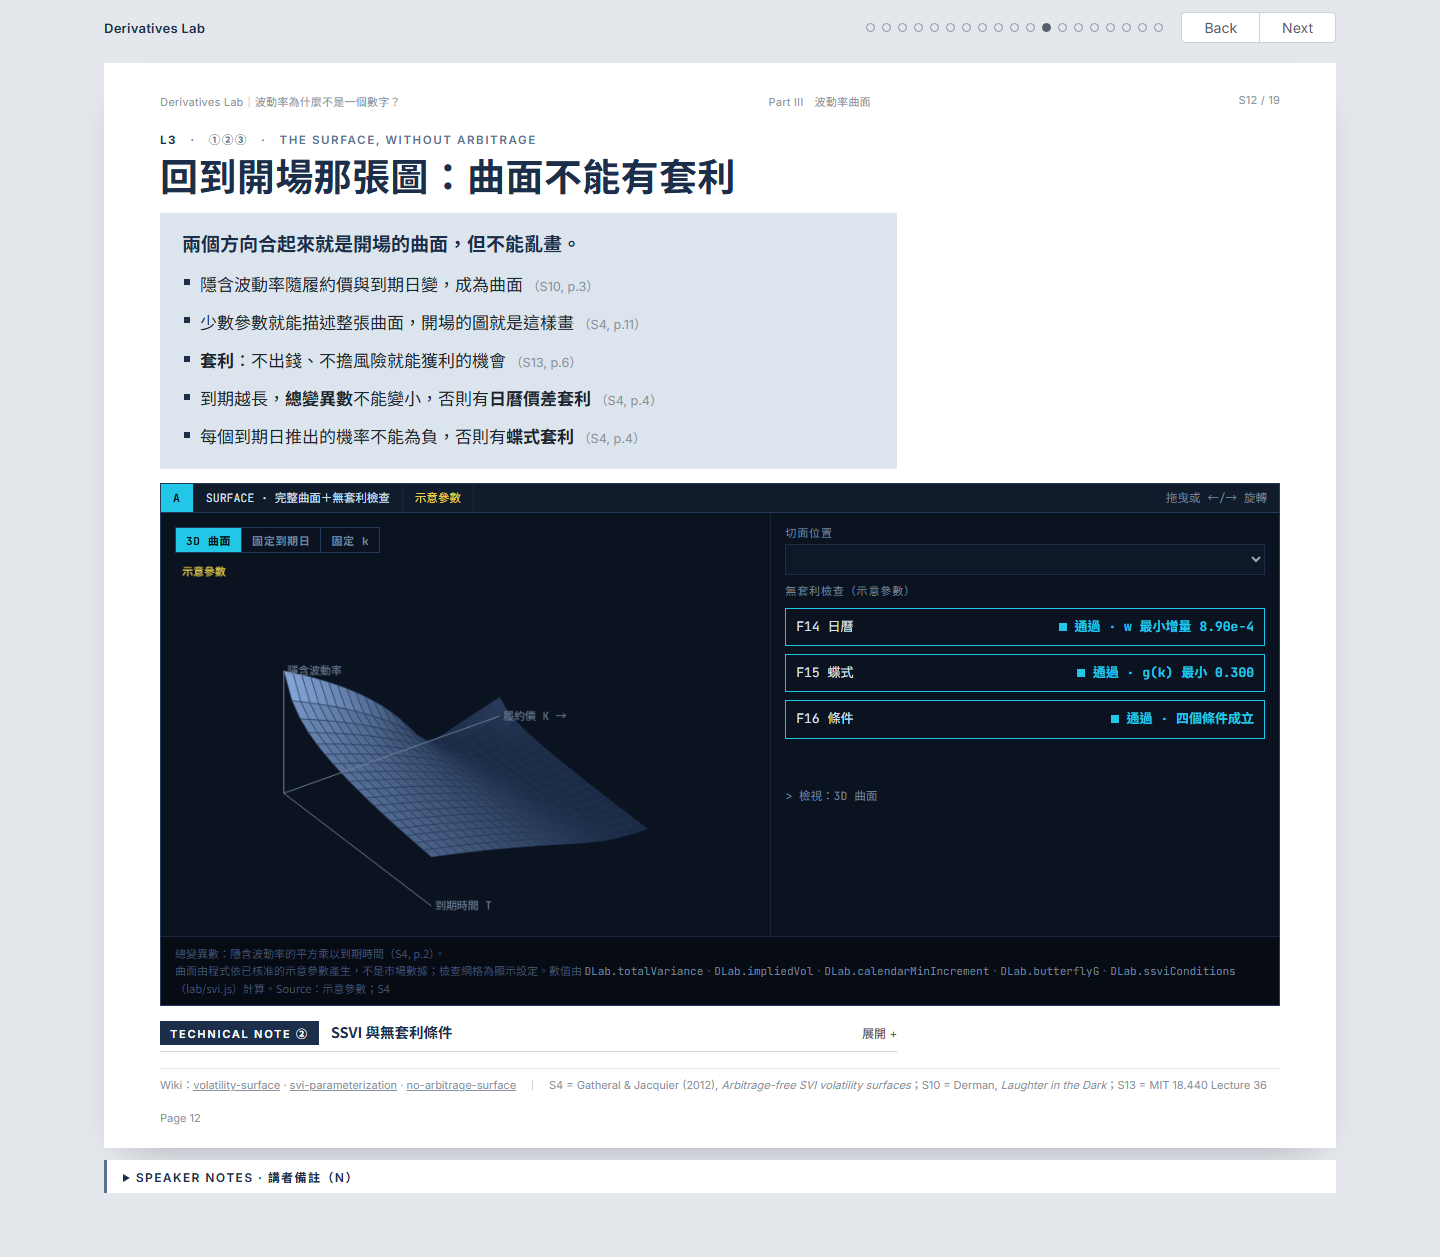 Derivatives Lab
Back
Next
Derivatives Lab｜波動率為什麼不是一個數字？
Part III　波動率曲面
S12 / 19
L3 · ①②③ · THE SURFACE, WITHOUT ARBITRAGE
回到開場那張圖：曲面不能有套利
兩個方向合起來就是開場的曲面，但不能亂畫。
隱含波動率隨履約價與到期日變，成為曲面（S10, p.3）
少數參數就能描述整張曲面，開場的圖就是這樣畫（S4, p.11）
套利：不出錢、不擔風險就能獲利的機會（S13, p.6）
到期越長，總變異數不能變小，否則有日曆價差套利（S4, p.4）
每個到期日推出的機率不能為負，否則有蝶式套利（S4, p.4）
A SURFACE · 完整曲面＋無套利檢查 示意參數 拖曳或 ←/→ 旋轉
3D 曲面 固定到期日 固定 k
示意參數
隱含波動率
履約價 K →
到期時間 T
切面位置
無套利檢查（示意參數）
F14 日曆 ■ 通過 · w 最小增量 8.90e-4
F15 蝶式 ■ 通過 · g(k) 最小 0.300
F16 條件 ■ 通過 · 四個條件成立
> 檢視：3D 曲面
總變異數：隱含波動率的平方乘以到期時間（S4, p.2）。
曲面由程式依已核准的示意參數產生，不是市場數據；檢查網格為顯示設定。數值由 DLab.totalVariance、DLab.impliedVol、DLab.calendarMinIncrement、DLab.butterflyG、DLab.ssviConditions
（lab/svi.js）計算。Source：示意參數；S4
TECHNICAL NOTE ② SSVI 與無套利條件 展開 +
Wiki：volatility-surface · svi-parameterization · no-arbitrage-surface ｜ S4 = Gatheral & Jacquier (2012), Arbitrage-free SVI volatility surfaces；S10 = Derman, Laughter in the Dark；S13 = MIT 18.440 Lecture 36
Page 12
▶ SPEAKER NOTES · 講者備註（N）